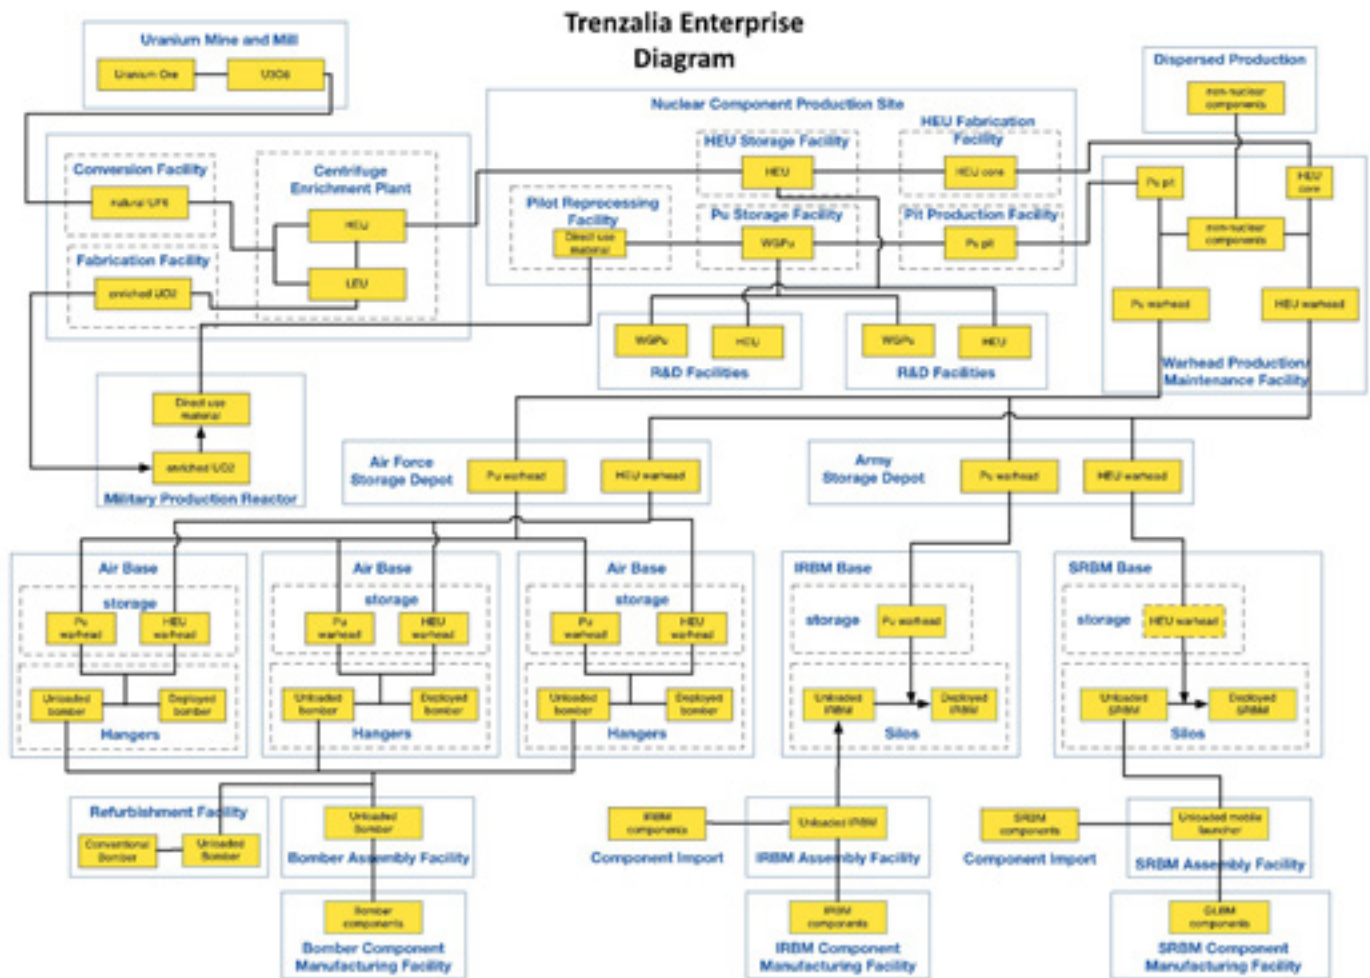 Trenzalia Enterprise
Diagram
Uranium Mine and Mill
Uranium Ore
U3O8
Dispersed Production
non-nuclear
components
Nuclear Component Production Site
HEU Storage Facility
HEU
HEU Fabrication
Facility
HEU core
Pilot Reprocessing
Facility
Direct use
material
Pu Storage Facility
WGPu
Pit Production Facility
Pu pit
Conversion Facility
natural UF6
Centrifuge
Enrichment Plant
HEU
LEU
Fabrication Facility
enriched UO2
Pu pit
HEU
core
non-nuclear
components
Pu warhead
HEU warhead
Warhead Production/
Maintenance Facility
WGPu
HEU
R&D Facilities
WGPu
HEU
R&D Facilities
Direct use
material
enriched UO2
Military Production Reactor
Air Force
Storage Depot
Pu warhead
HEU warhead
Army
Storage Depot
Pu warhead
HEU warhead
Air Base
storage
Pu
warhead
HEU
warhead
Unloaded
bomber
Deployed
bomber
Hangers
Air Base
storage
Pu
warhead
HEU
warhead
Unloaded
bomber
Deployed
bomber
Hangers
Air Base
storage
Pu
warhead
HEU
warhead
Unloaded
bomber
Deployed
bomber
Hangers
IRBM Base
storage
Pu warhead
Unloaded
IRBM
Deployed
IRBM
Silos
SRBM Base
storage
HEU warhead
Unloaded
SRBM
Deployed
SRBM
Silos
Refurbishment Facility
Conventional
Bomber
Unloaded
Bomber
Unloaded
Bomber
Bomber Assembly Facility
Bomber
components
Bomber Component
Manufacturing Facility
IRBM
components
Component Import
Unloaded IRBM
IRBM Assembly Facility
IRBM
components
IRBM Component
Manufacturing Facility
SRBM
components
Component Import
Unloaded mobile
launcher
SRBM Assembly Facility
GLBM
components
SRBM Component
Manufacturing Facility